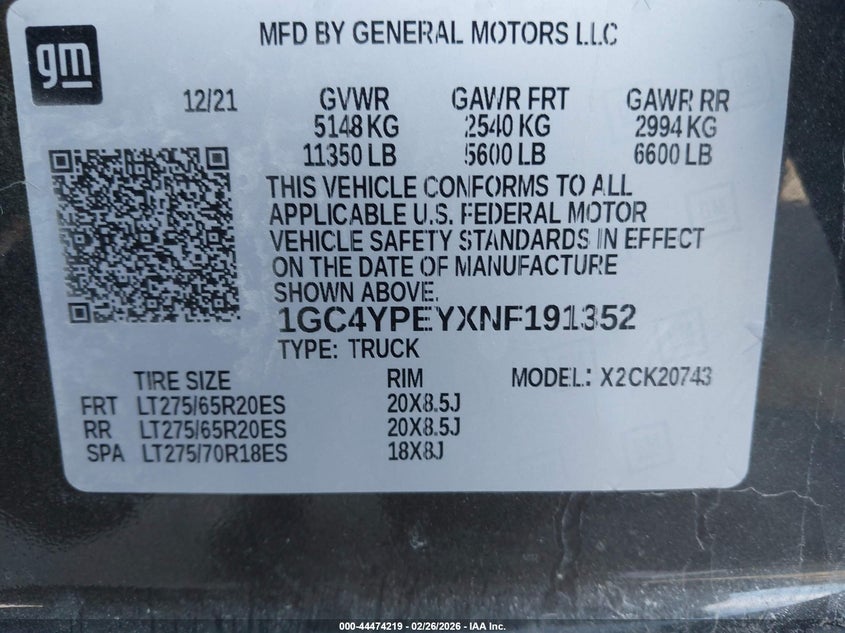 gm
MFD BY GENERAL MOTORS LLC
12/21 GVWR GAWR FRT GAWR RR
5148 KG 2540 KG 2994 KG
11350 LB 5600 LB 6600 LB
THIS VEHICLE CONFORMS TO ALL
APPLICABLE U.S. FEDERAL MOTOR
VEHICLE SAFETY STANDARDS IN EFFECT
ON THE DATE OF MANUFACTURE
SHOWN ABOVE.
1GC4YPEYXNF191352
TYPE: TRUCK
TIRE SIZE RIM MODEL: X2CK20743
FRT LT275/65R20ES 20X8.5J
RR LT275/65R20ES 20X8.5J
SPA LT275/70R18ES 18X8J
000-44474219 - 02/26/2026 - IAA Inc.